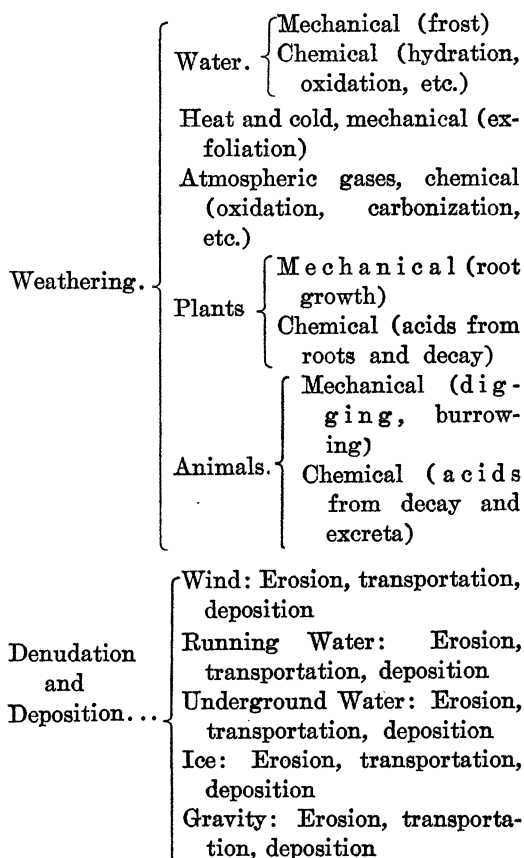 Mechanical (frost)
Water. Chemical (hydration,
oxidation, etc.)
Heat and cold, mechanical (ex-
foliation)
Atmospheric gases, chemical
(oxidation, carbonization,
etc.)
Weathering.
Mechanical (root
growth)
Plants
Chemical (acids from
roots and decay)
Mechanical (dig-
ging, burrow-
ing)
Animals.
Chemical (acids
from decay and
excreta)
Wind: Erosion, transportation,
deposition
Running Water: Erosion,
transportation, deposition
Denudation
and
Deposition...
Underground Water: Erosion,
transportation, deposition
Ice: Erosion, transportation,
deposition
Gravity: Erosion, transporta-
tion, deposition